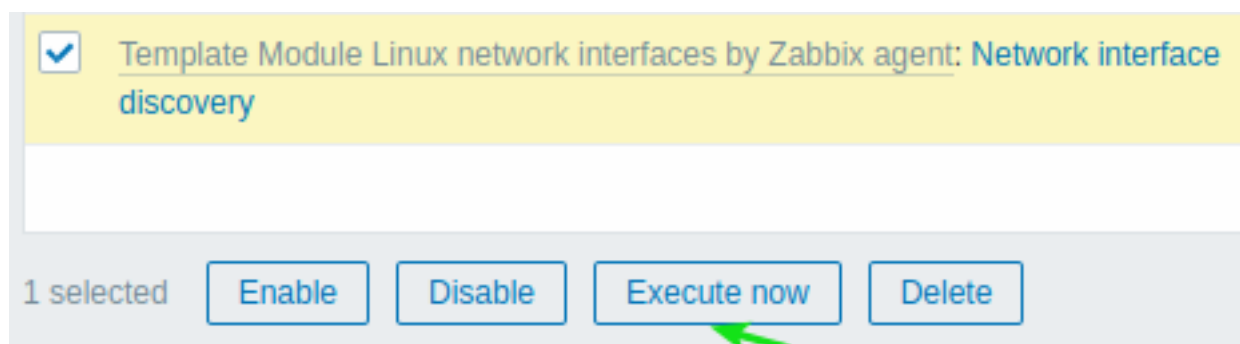 Template Module Linux network interfaces by Zabbix agent: Network interface
discovery
1 selected Enable Disable Execute now Delete